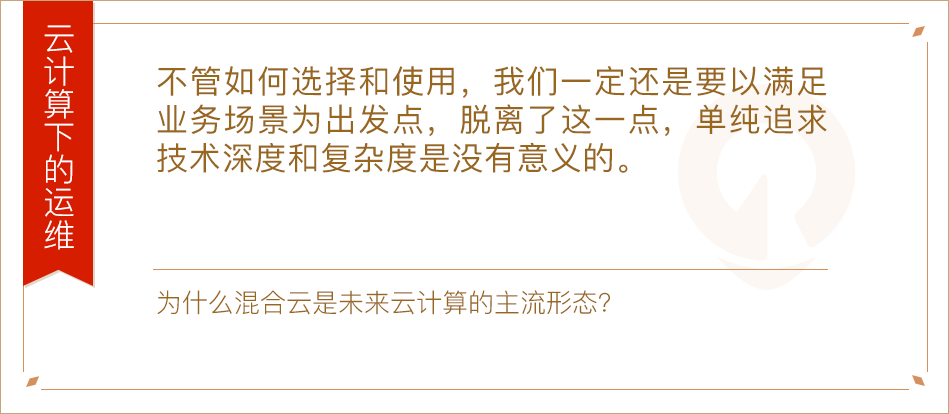 云计算下的运维
不管如何选择和使用，我们一定还是要以满足
业务场景为出发点，脱离了这一点，单纯追求
技术深度和复杂度是没有意义的。
为什么混合云是未来云计算的主流形态？